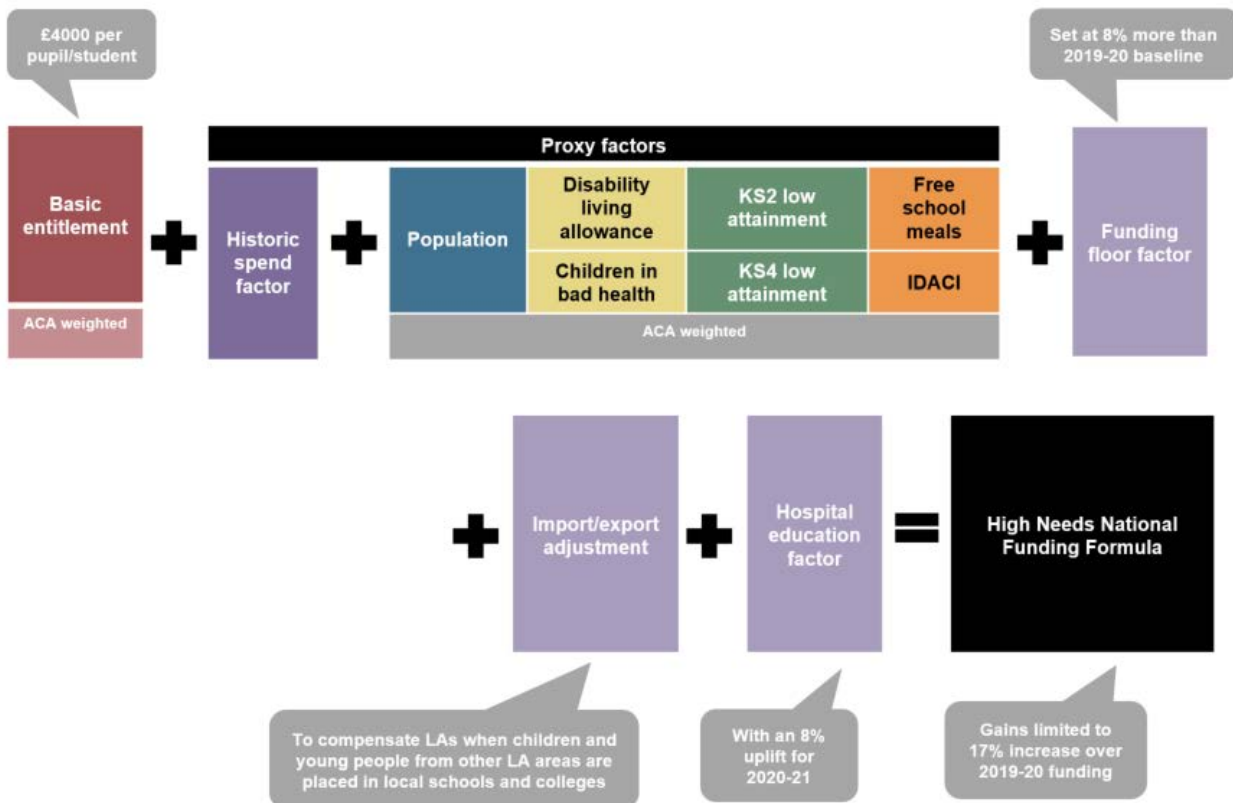 £4000 per
pupil/student
Set at 8% more than
2019-20 baseline
Basic
entitlement
ACA weighted
Proxy factors
Historic
spend
factor
Population
Disability
living
allowance
KS2 low
attainment
Free
school
meals
Children in
bad health
KS4 low
attainment
IDACI
ACA weighted
Funding
floor factor
Import/export
adjustment
Hospital
education
factor
High Needs National
Funding Formula
To compensate LAs when children and
young people from other LA areas are
placed in local schools and colleges
With an 8%
uplift for
2020-21
Gains limited to
17% increase over
2019-20 funding